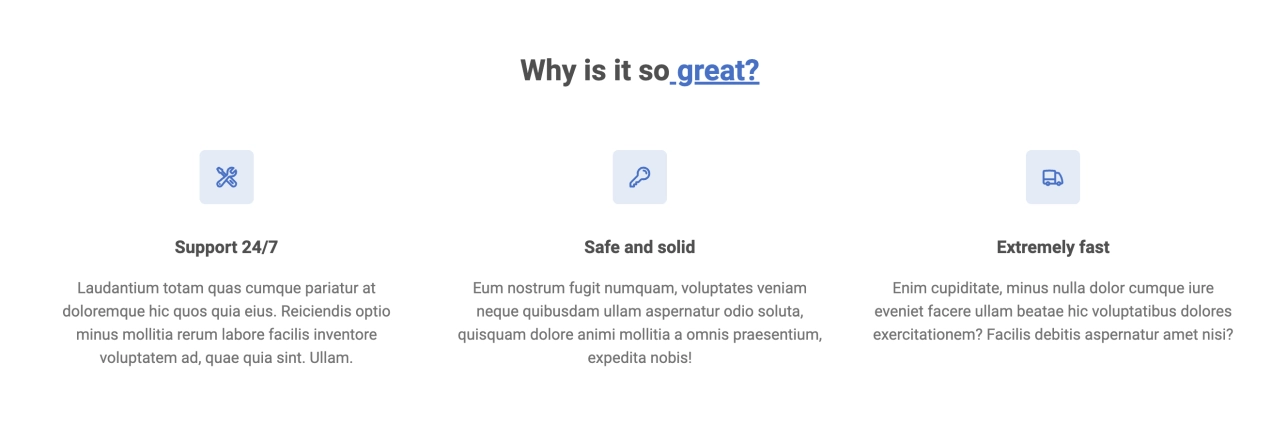 Why is it so great?
Support 24/7
Laudantium totam quas cumque pariatur at
doloremque hic quos quia eius. Reiciendis optio
minus mollitia rerum labore facilis inventore
voluptatem ad, quae quia sint. Ullam.
Safe and solid
Eum nostrum fugit numquam, voluptates veniam
neque quibusdam ullam aspernatur odio soluta,
quisquam dolore animi mollitia a omnis praesentium,
expedita nobis!
Extremely fast
Enim cupiditate, minus nulla dolor cumque iure
eveniet facere ullam beatae hic voluptatibus dolores
exercitationem? Facilis debitis aspernatur amet nisi?